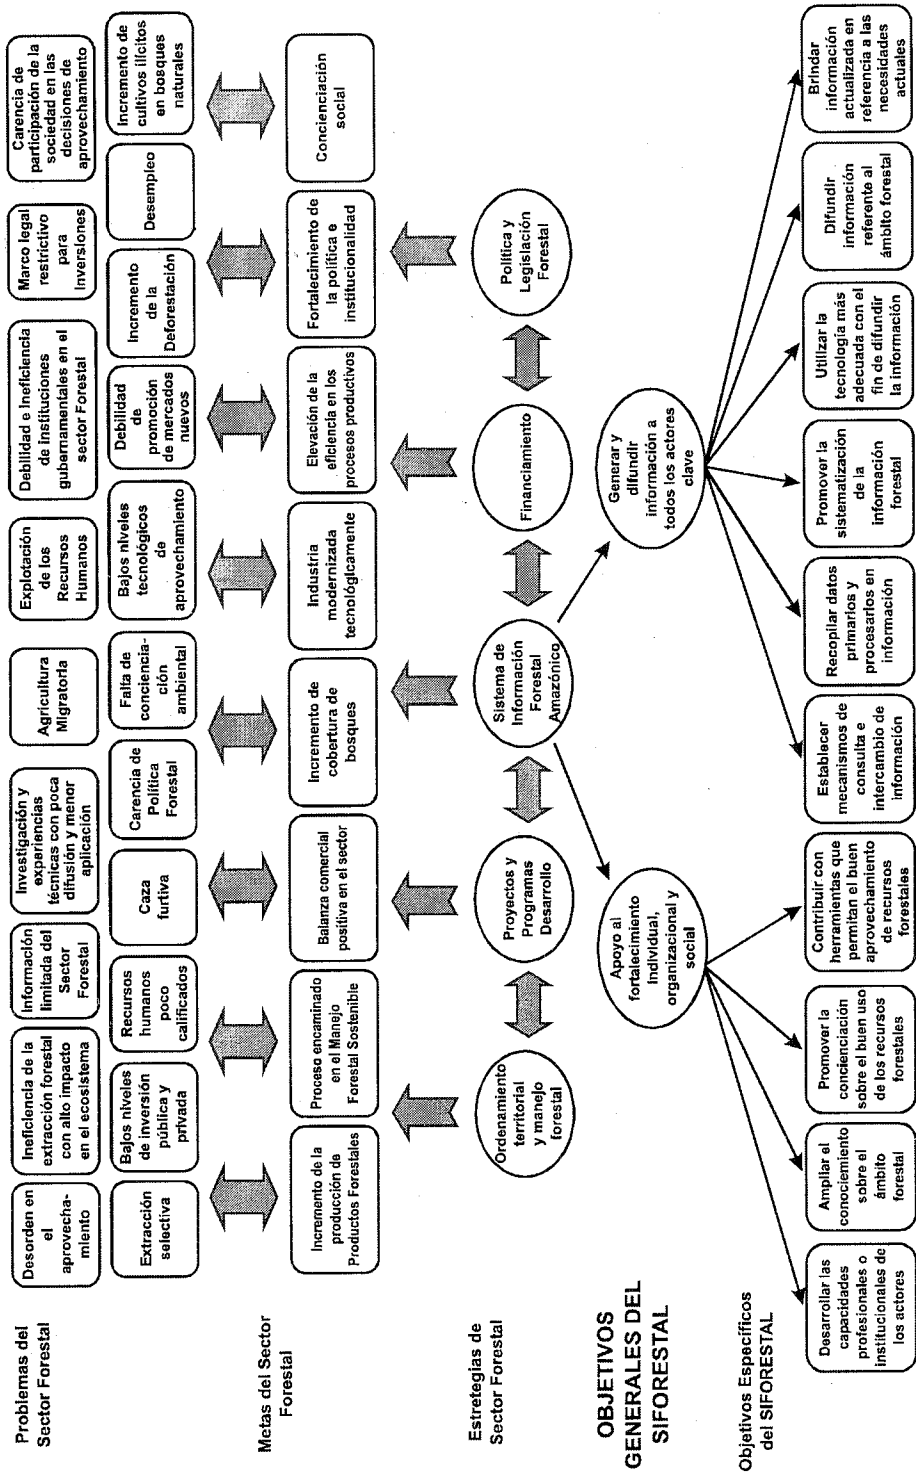 Problemas del
Sector Forestal
Desorden en
el
aprovecha-
miento
Ineficiencia de la
extracción forestal
con alto impacto
en el ecosistema
Información
limitada del
Sector
Forestal
Investigación y
experiencias
técnicas con poca
difusión y menor
aplicación
Agricultura
Migratoria
Explotación
de los
Recursos
Humanos
Debilidad e Ineficiencia
de Instituciones
gubernamentales en el
sector Forestal
Marco legal
restrictivo
para
Inversiones
Carencia de
participación de la
sociedad en las
decisiones de
aprovechamiento
Extracción
selectiva
Bajos niveles
de inversión
pública y
privada
Recursos
humanos
poco
calificados
Caza
furtiva
Carencia de
Política
Forestal
Falta de
conciencia-
ción
ambiental
Bajos niveles
tecnológicos
de
aprovechamiento
Debilidad
de
promoción
de mercados
nuevos
Incremento
de la
Deforestación
Desempleo
Incremento de
cultivos ilícitos
en bosques
naturales
Metas del Sector
Forestal
Incremento de la
producción de
Productos Forestales
Proceso encaminado
en el Manejo
Forestal Sostenible
Balanza comercial
positiva en el sector
Incremento de
cobertura de
bosques
Industria
modernizada
tecnológicamente
Elevación de la
eficiencia en los
procesos productivos
Fortalecimiento de
la política e
institucionalidad
Concienciación
social
Estretegias de
Sector Forestal
Ordenamiento
territorial
y manejo
forestal
Proyectos y
Programas
Desarrollo
Sistema de
Información
Forestal
Amazónico
Financiamiento
Política y
Legislación
Forestal
OBJETIVOS
GENERALES DEL
SIFORESTAL
Apoyo al
fortalecimiento
Individual,
organizacional y
social
Generar y
difundir
información a
todos los actores
clave
Objetivos Específicos
del SIFORESTAL
Desarrollar las
capacidades
profesionales o
institucionales de
los actores
Ampliar el
conociemiento
sobre el
ámbito
forestal
Promover la
concienciación
sobre el buen uso
de los recursos
forestales
Contribuir con
herramientas que
permitan el buen
aprovechamiento
de recursos
forestales
Establecer
mecanismos de
consulta e
intercambio de
información
Recopilar datos
primarios y
procesarlos en
información
Promover la
sistematización
de la
información
forestal
Utilizar la
tecnología más
adecuada con el
fin de difundir
la información
Difundir
información
referente al
ámbito forestal
Brindar
información
actualizada en
referencia a las
necesidades
actuales